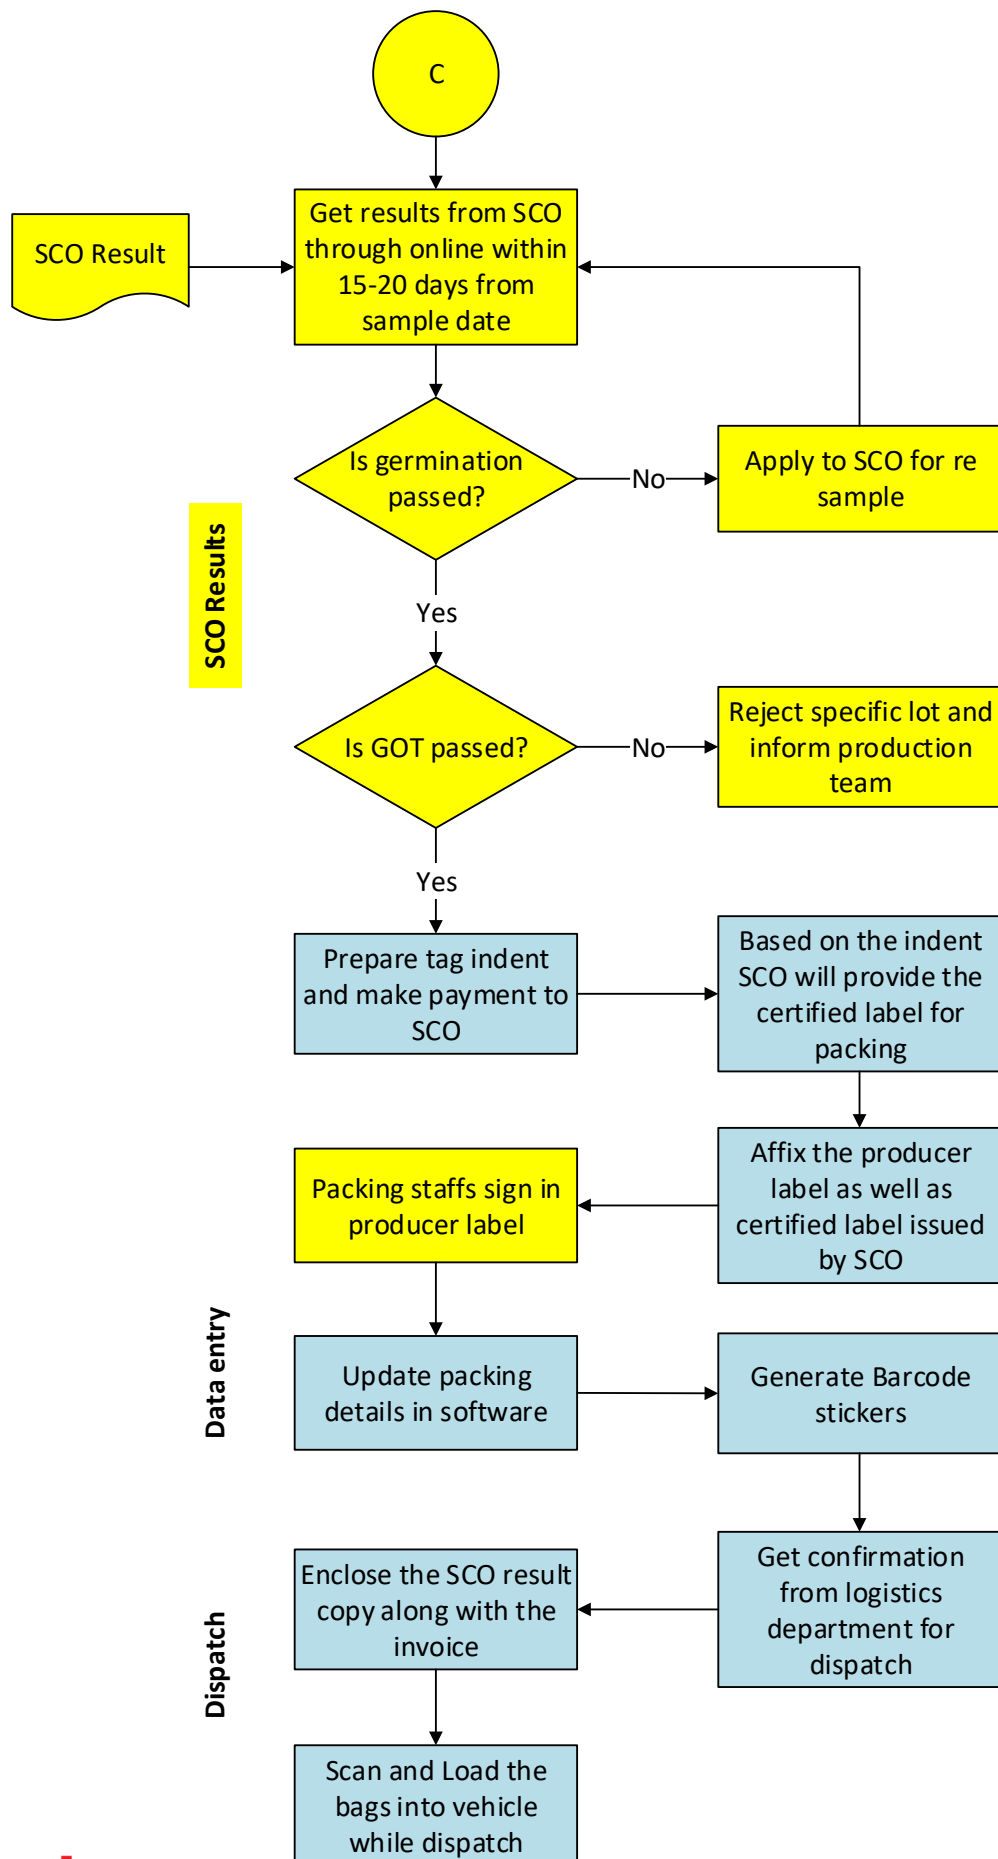 C
SCO Result
Get results from SCO
through online within
15-20 days from
sample date
Is germination
passed?
No
Apply to SCO for re
sample
SCO Results
Yes
Is GOT passed?
No
Reject specific lot and
inform production
team
Yes
Prepare tag indent
and make payment to
SCO
Based on the indent
SCO will provide the
certified label for
packing
Affix the producer
label as well as
certified label issued
by SCO
Packing staffs sign in
producer label
Data entry
Update packing
details in software
Generate Barcode
stickers
Get confirmation
from logistics
department for
dispatch
Dispatch
Enclose the SCO result
copy along with the
invoice
Scan and Load the
bags into vehicle
while dispatch